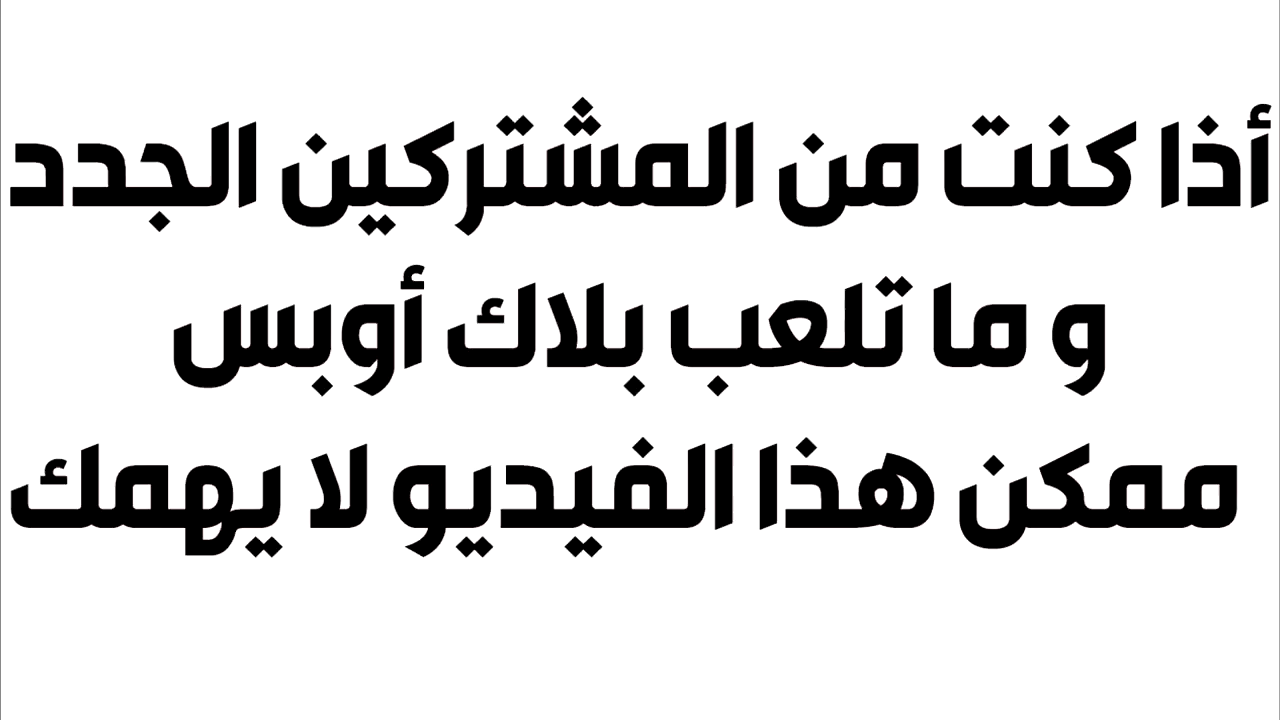 أذا كنت من المشتركين الجدد
و ما تلعب بلاك أوبس
ممكن هذا الفيديو لا يهمك